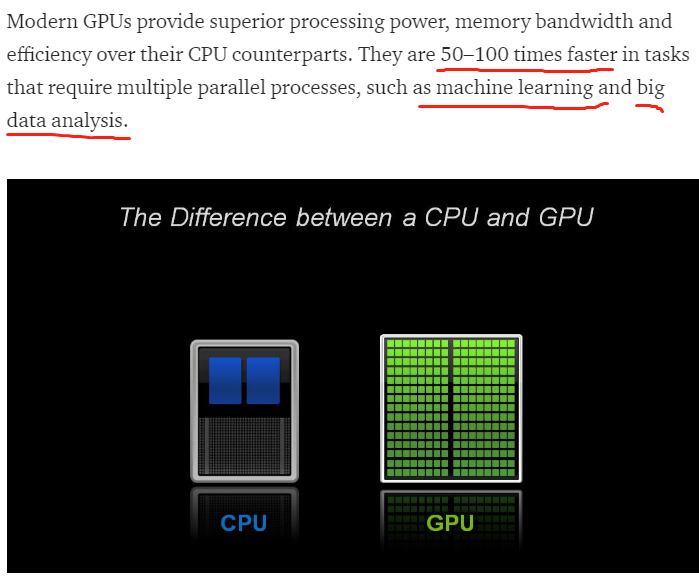 Modern GPUs provide superior processing power, memory bandwidth and
efficiency over their CPU counterparts. They are 50–100 times faster in tasks
that require multiple parallel processes, such as machine learning and big
data analysis.
The Difference between a CPU and GPU
CPU
GPU